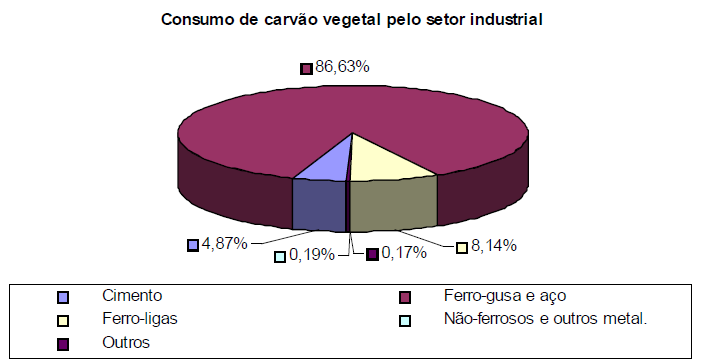 Consumo de carvão vegetal pelo setor industrial
86,63%
4,87%
0,19%
0,17%
8,14%
Cimento
Ferro-gusa e aço
Ferro-ligas
Não-ferrosos e outros metal.
Outros